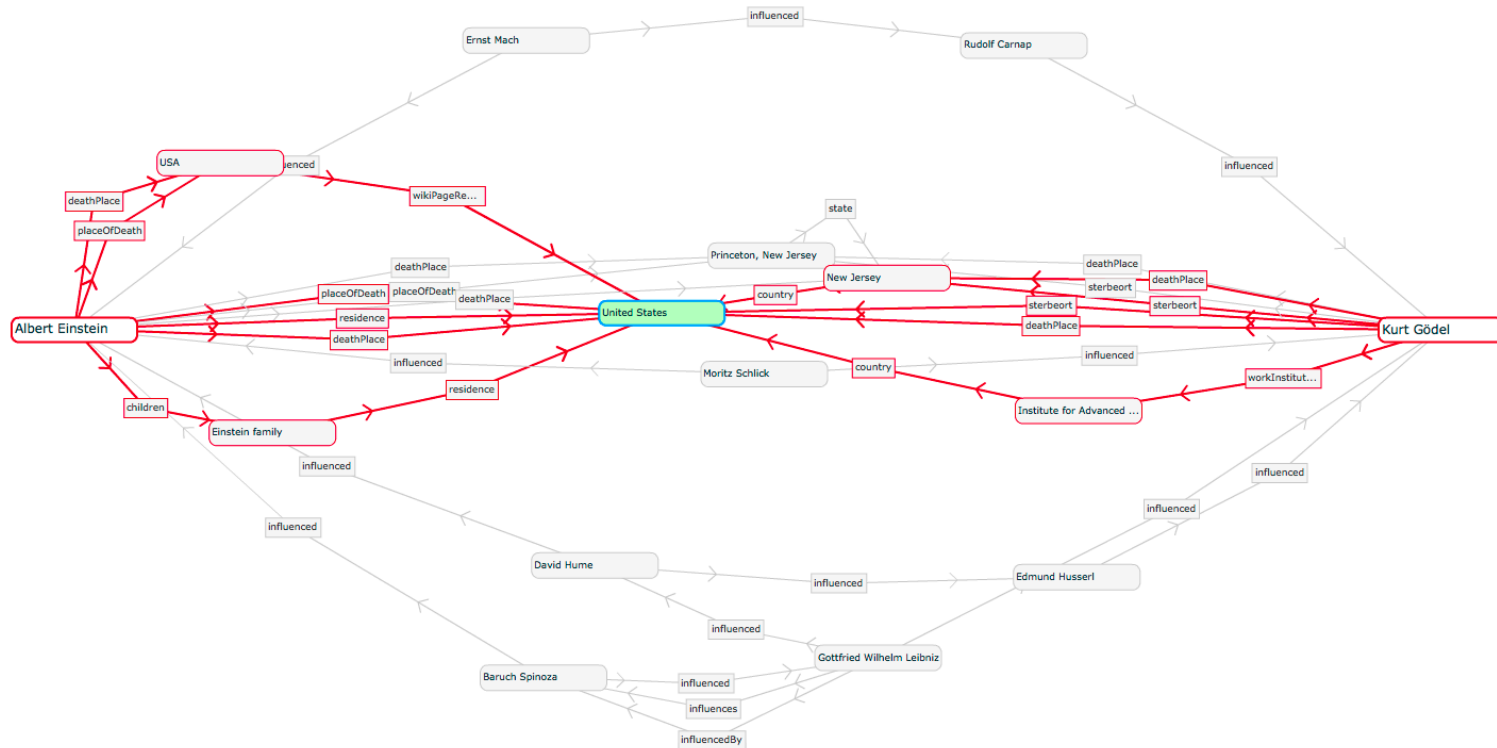 influenced
Ernst Mach
Rudolf Carnap
USA
uenced
influenced
deathPlace
wikiPageRe...
state
placeOfDeath
Princeton, New Jersey
deathPlace
deathPlace
New Jersey
deathPlace
placeOfDeath
placeOfDeath
deathPlace
country
sterbeort
sterbeort
sterbeort
United States
residence
Albert Einstein
deathPlace
deathPlace
Kurt Gödel
influenced
influenced
Moritz Schlick
country
residence
workInstitut...
children
Institute for Advanced ...
Einstein family
influenced
influenced
influenced
influenced
David Hume
influenced
Edmund Husserl
influenced
Gottfried Wilhelm Leibniz
Baruch Spinoza
influenced
influences
influencedBy